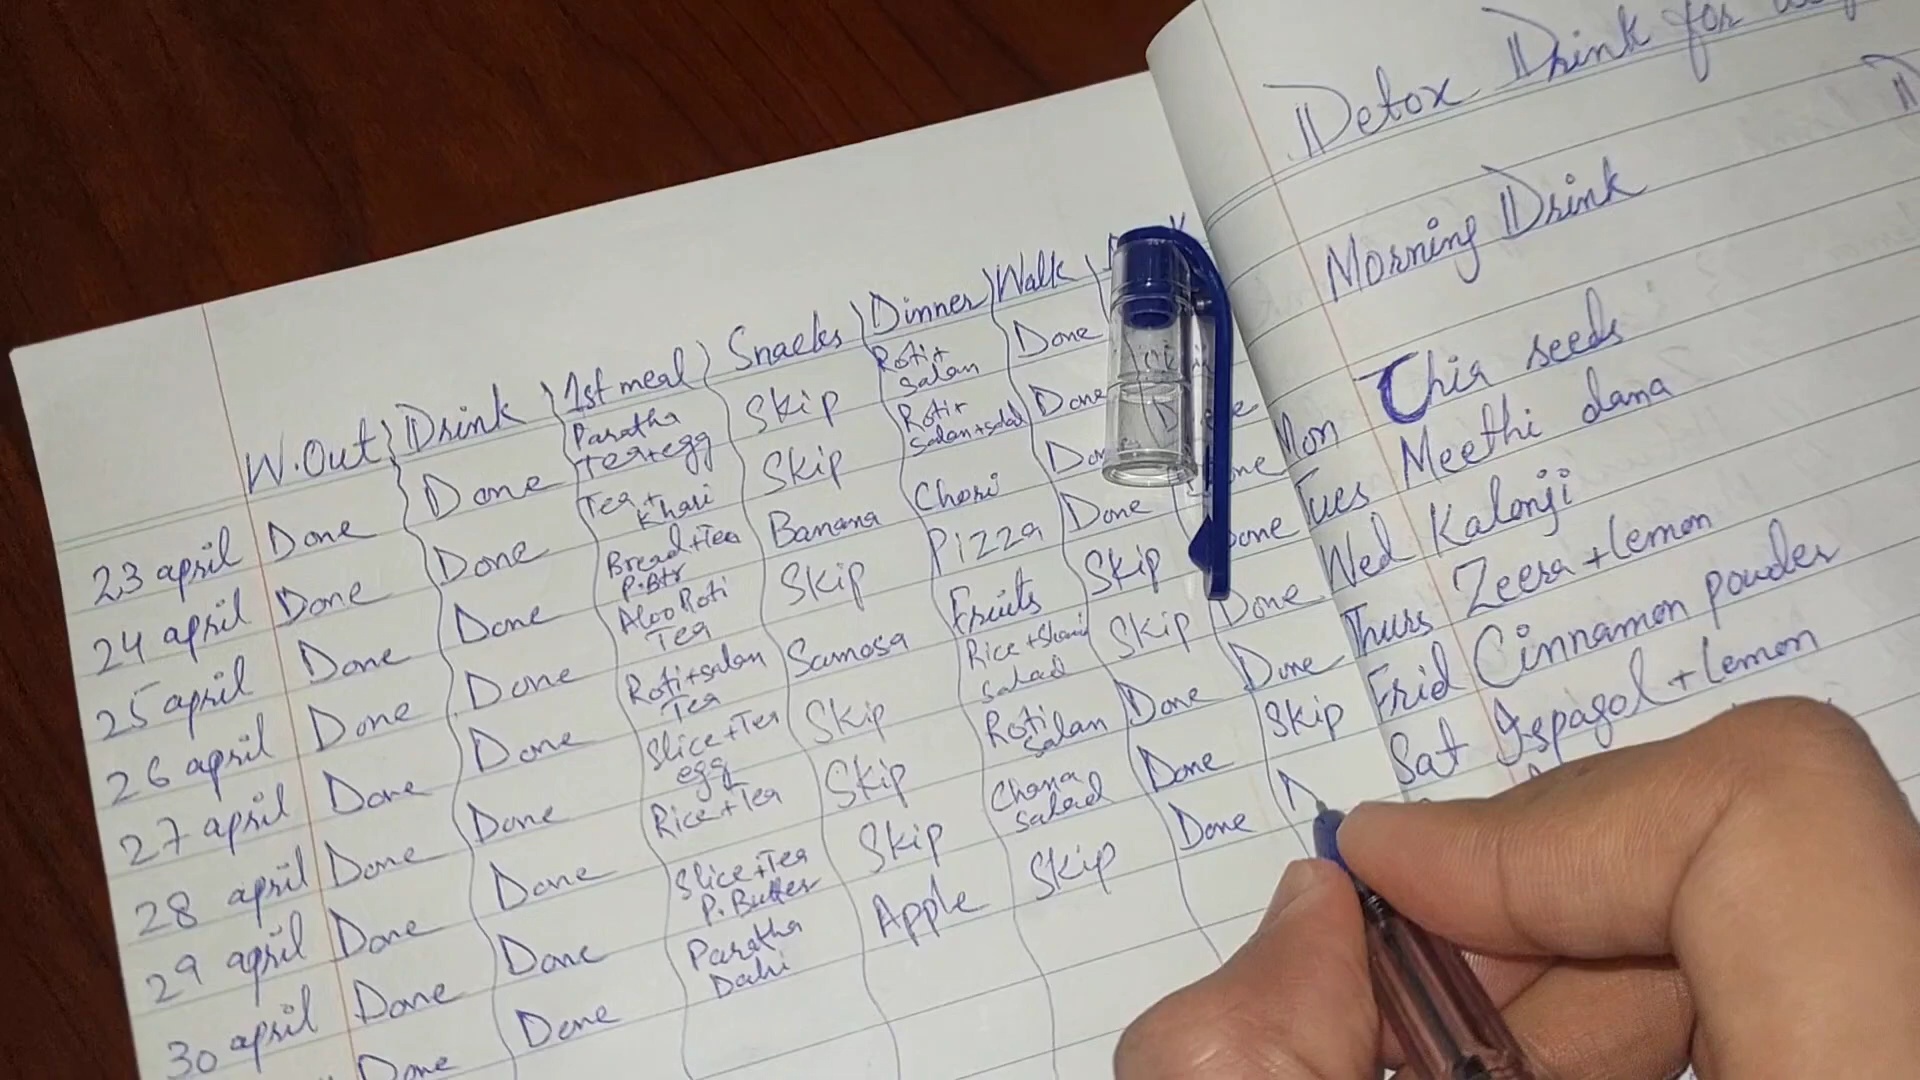 W.Out Drink 1st meal Snacks Dinner Walk
23 april Done Done Paratha Tea+egg Skip Roti+ Salan Done
24 april Done Done Tea+ Khari Skip Roti+ Salan+salad Done
25 april Done Done Bread+Tea P.Btr Banana Done
26 april Done Done Aloo Roti Tea Skip Pizza Done Done
27 april Done Done Roti+salan Tea Samosa Fruits Skip Done
28 april Done Done Slice+Tea egg Skip Rice+ Salad Skip Done
29 april Done Done Rice+Tea Skip Roti Salan Done Skip
30 april Done Done Slice+Tea P.Butter Skip Chana Salad Done
Done Done Paratha Dahi Apple Skip Done
Detox Drink for
Morning Drink
Mon Chia seeds
Tues Meethi dana
Wed Kalonji
Thurs Zeera+lemon
Frid Cinnamon powder
Sat Ispagol+lemon